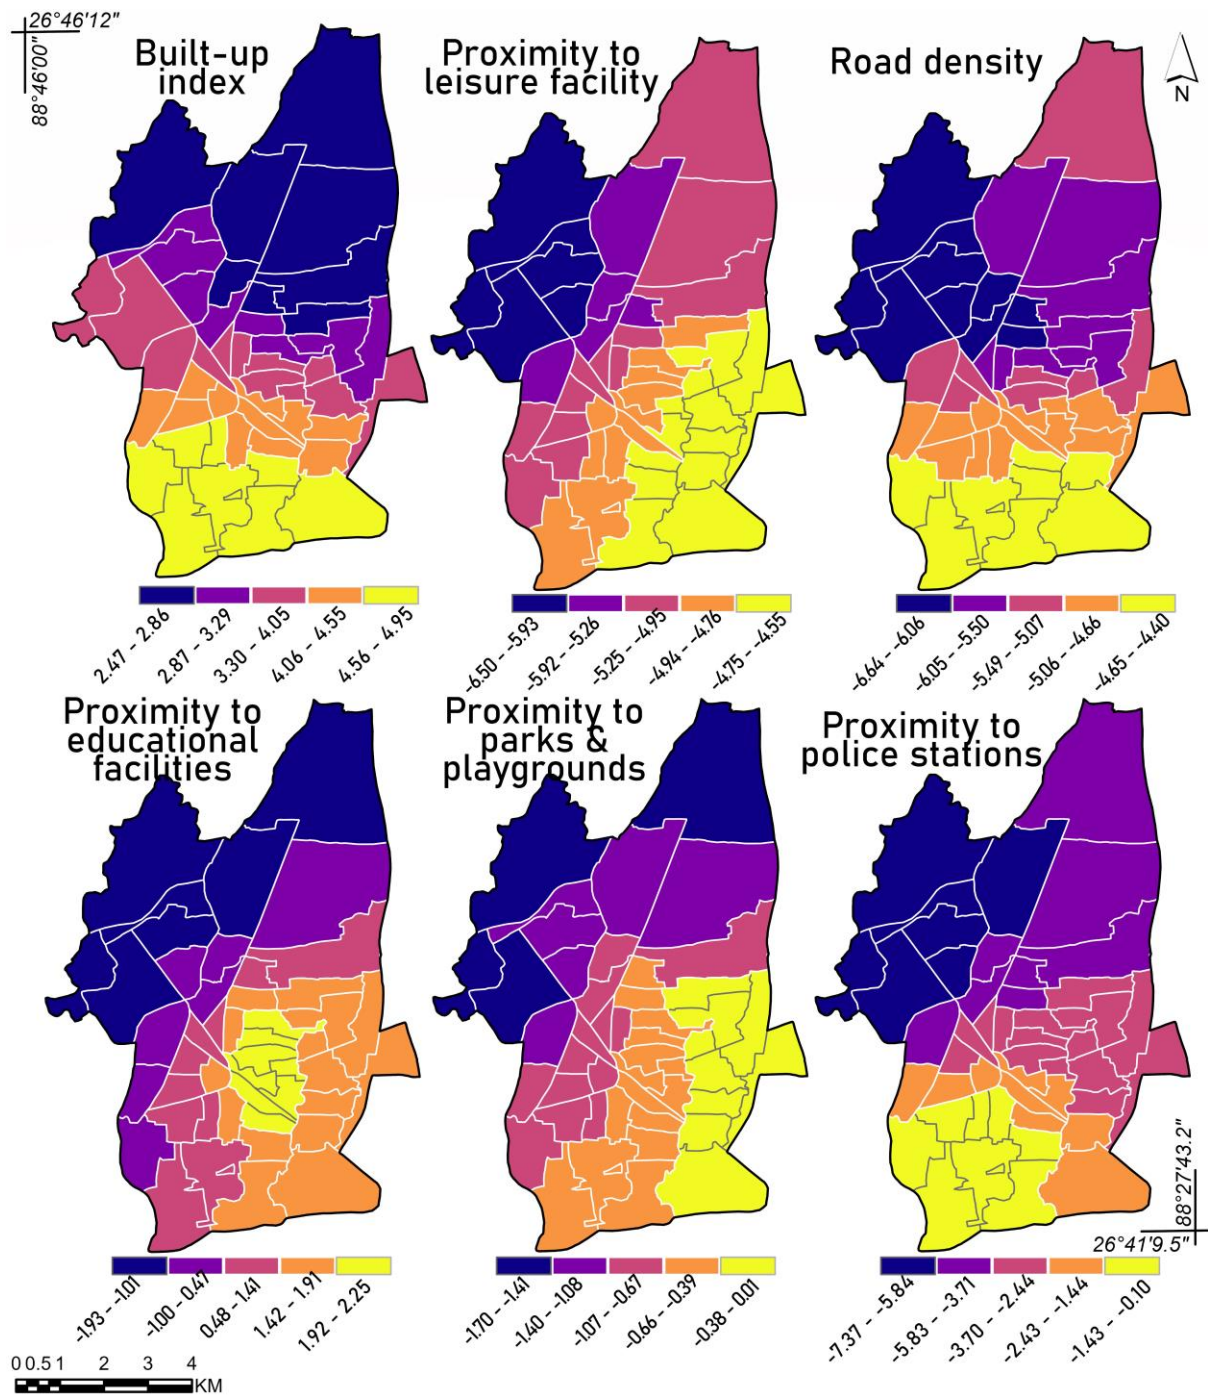 26°46'12"
88°46'00"
Built-up
index
Proximity to
leisure facility
Road density
N
2.47 - 2.86
2.87 - 3.29
3.30 - 4.05
4.06 - 4.55
4.56 - 4.95
-6.50 - -5.93
-5.92 - -5.26
-5.25 - -4.95
-4.94 - -4.76
-4.75 - -4.55
-6.64 - -6.06
-6.05 - -5.50
-5.49 - -5.07
-5.06 - -4.66
-4.65 - -4.40
Proximity to
educational
facilities
Proximity to
parks &
playgrounds
Proximity to
police stations
-1.93 - -1.01
-1.00 - 0.47
0.48 - 1.41
1.42 - 1.91
1.92 - 2.25
-1.70 - -1.41
-1.40 - -1.08
-1.07 - -0.67
-0.66 - -0.39
-0.38 - -0.01
-7.37 - -5.84
-5.83 - -3.71
-3.70 - -2.44
-2.43 - -1.44
-1.43 - -0.10
88°27'43.2"
26°41'9.5"
0 0.5 1 2 3 4
KM